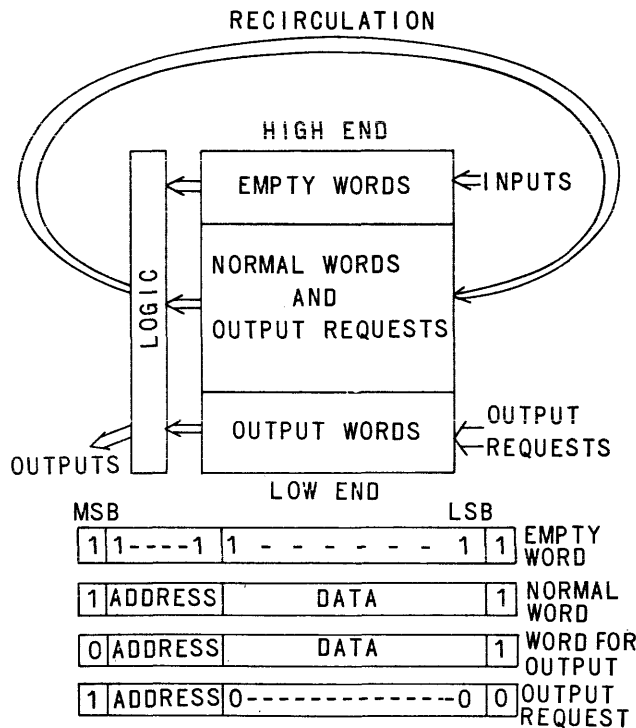 RECIRCULATION
HIGH END
EMPTY WORDS
INPUTS
LOGIC
NORMAL WORDS
AND
OUTPUT REQUESTS
OUTPUT WORDS
OUTPUT
REQUESTS
OUTPUTS
LOW END
MSB LSB
1 1----1 1 - - - - - - - 1 1 EMPTY
WORD
1 ADDRESS DATA 1 NORMAL
WORD
0 ADDRESS DATA 1 WORD FOR
OUTPUT
1 ADDRESS 0-------------0 0 OUTPUT
REQUEST